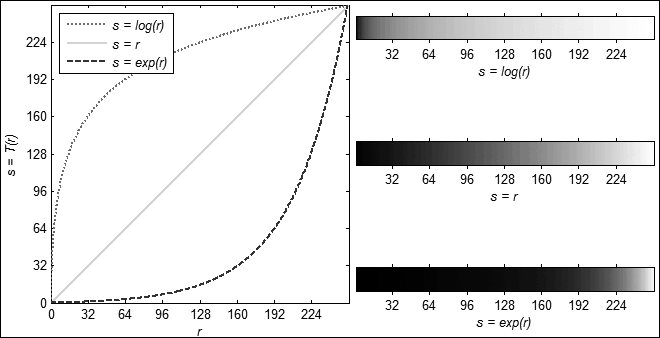 s = log(r)
s = r
s = exp(r)
224
192
160
128
96
64
32
0
s = T(r)
0 32 64 96 128 160 192 224
r
32 64 96 128 160 192 224
s = log(r)
32 64 96 128 160 192 224
s = r
32 64 96 128 160 192 224
s = exp(r)